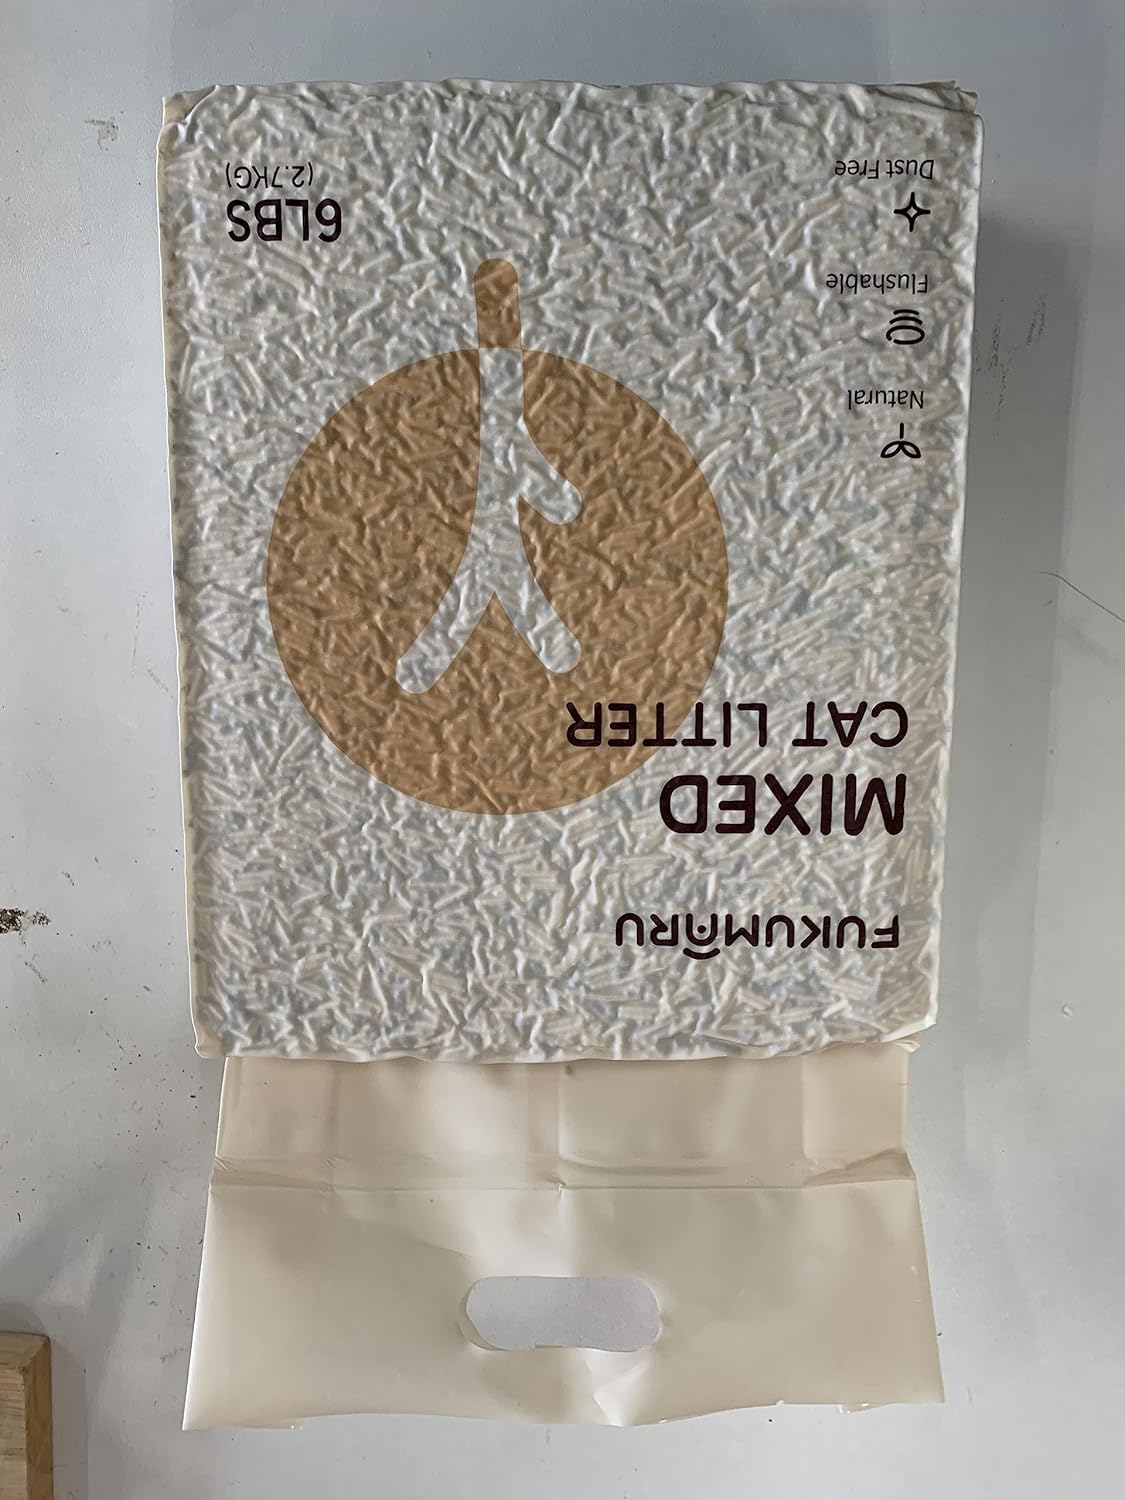 FUKUMARU
MIXED
CAT LITTER
Natural
Flushable
Dust Free
6LBS
(2.7KG)